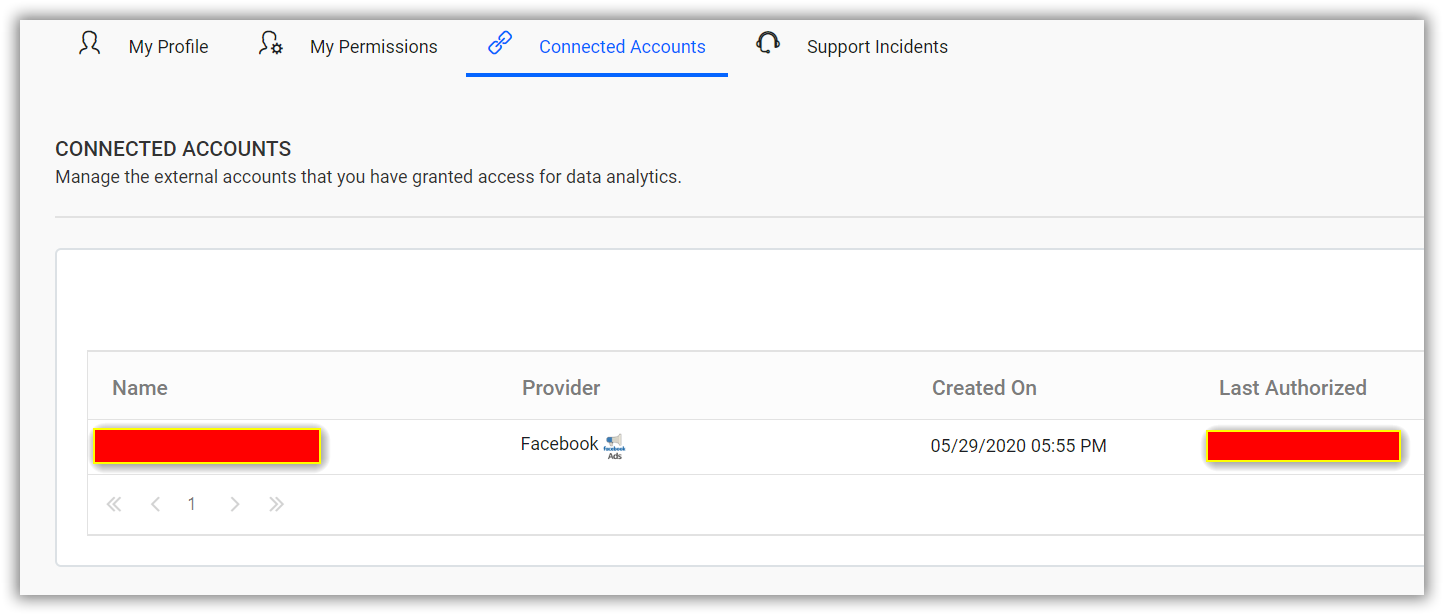 My Profile My Permissions Connected Accounts Support Incidents
CONNECTED ACCOUNTS
Manage the external accounts that you have granted access for data analytics.
Name Provider Created On Last Authorized
Facebook facebook Ads 05/29/2020 05:55 PM
1